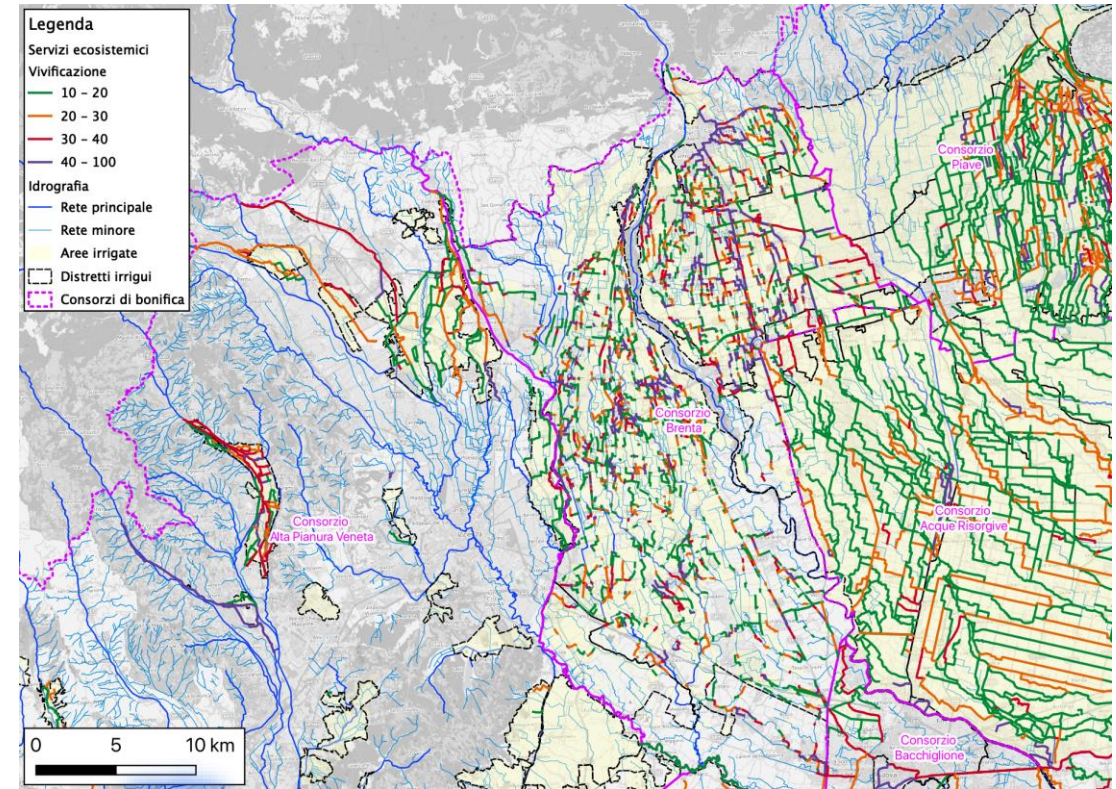 Legenda
Servizi ecosistemici
Vivificazione
10 – 20
20 – 30
30 – 40
40 – 100
Idrografia
Rete principale
Rete minore
Aree irrigate
Distretti irrigui
Consorzi di bonifica
Consorzio
Piave
Consorzio
Brenta
Consorzio
Acque Risorgive
Consorzio
Alta Pianura Veneta
Consorzio
Bacchiglione
0 5 10 km